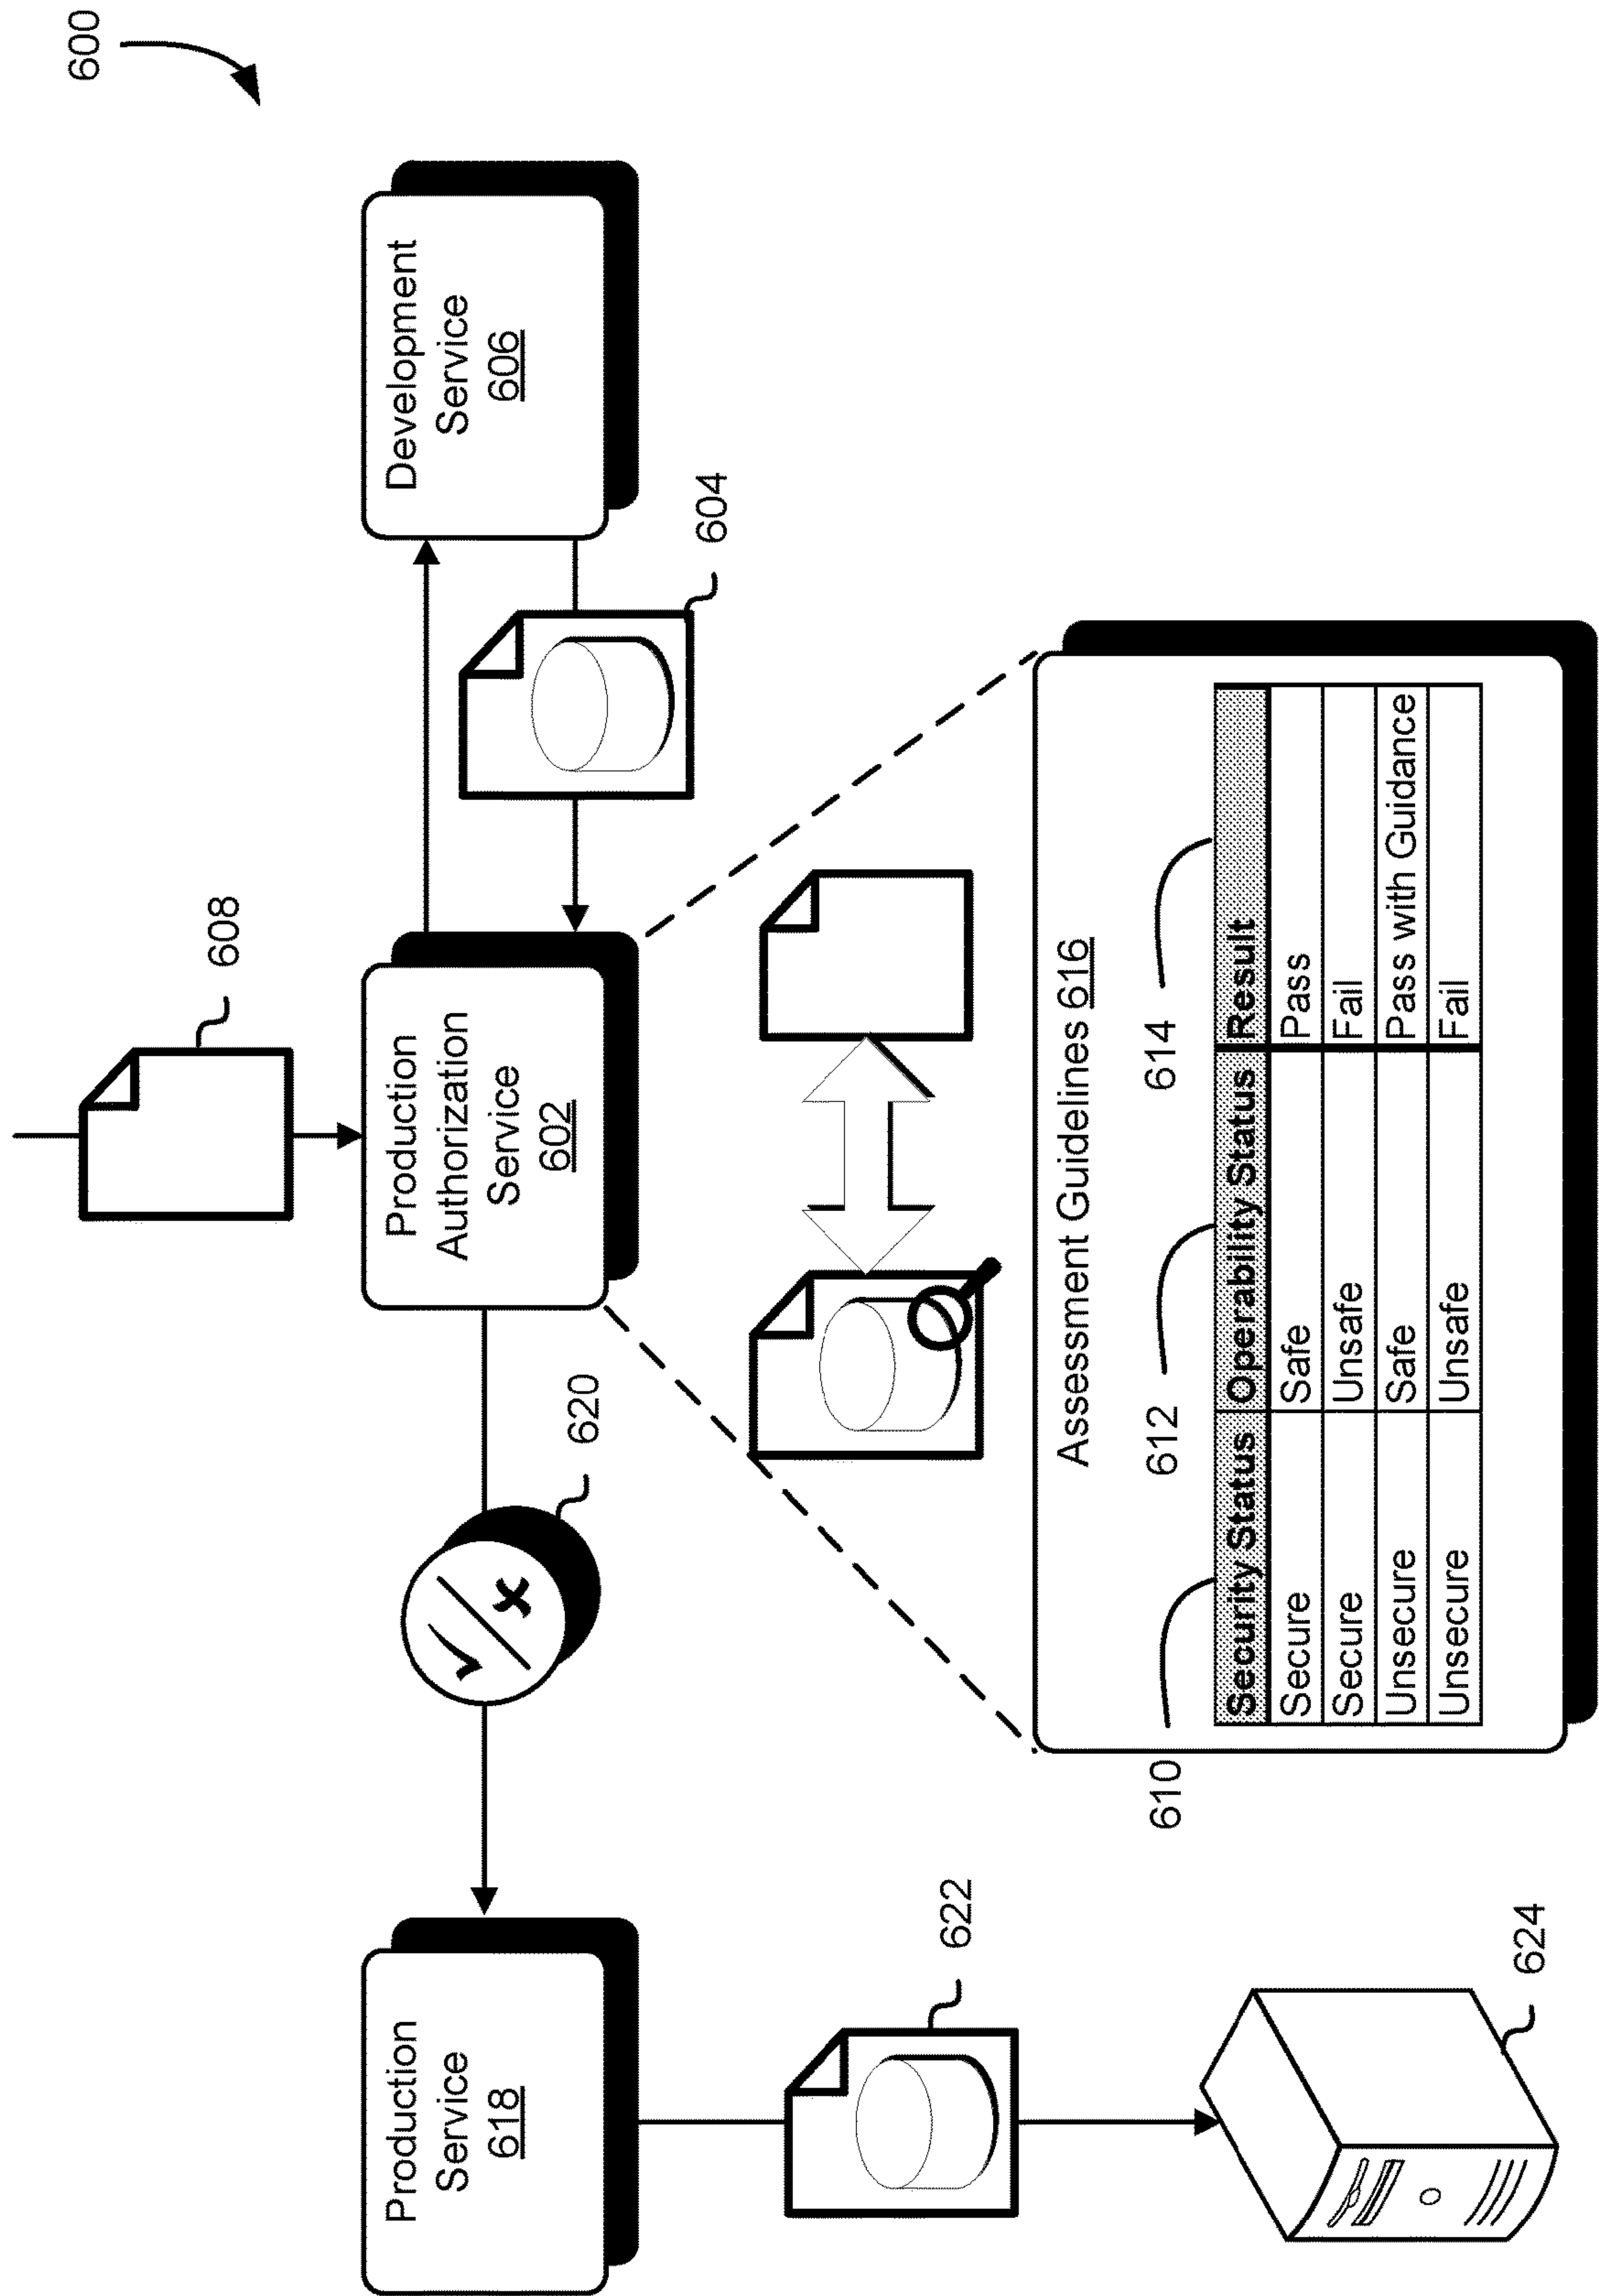 600
608
Production
Service
618
620
Production
Authorization
Service
602
Development
Service
606
604
622
624
Assessment Guidelines 616
610
612
614
Security Status Operability Status Result
Secure Safe Pass
Secure Unsafe Fail
Unsecure Safe Pass with Guidance
Unsecure Unsafe Fail